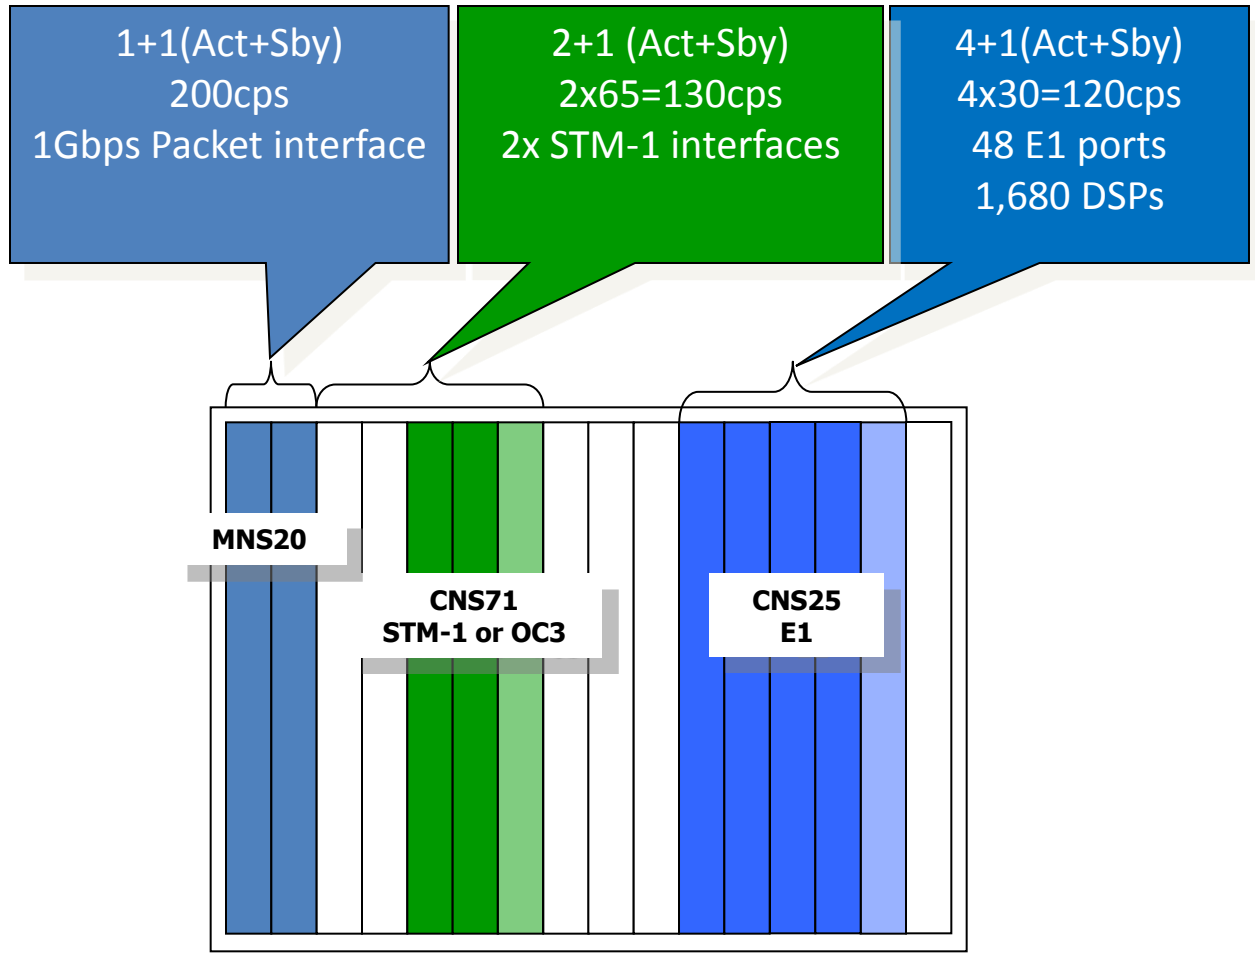 1+1(Act+Sby)
200cps
1Gbps Packet interface
2+1 (Act+Sby)
2x65=130cps
2x STM-1 interfaces
4+1(Act+Sby)
4x30=120cps
48 E1 ports
1,680 DSPs
MNS20
CNS71
STM-1 or OC3
CNS25
E1